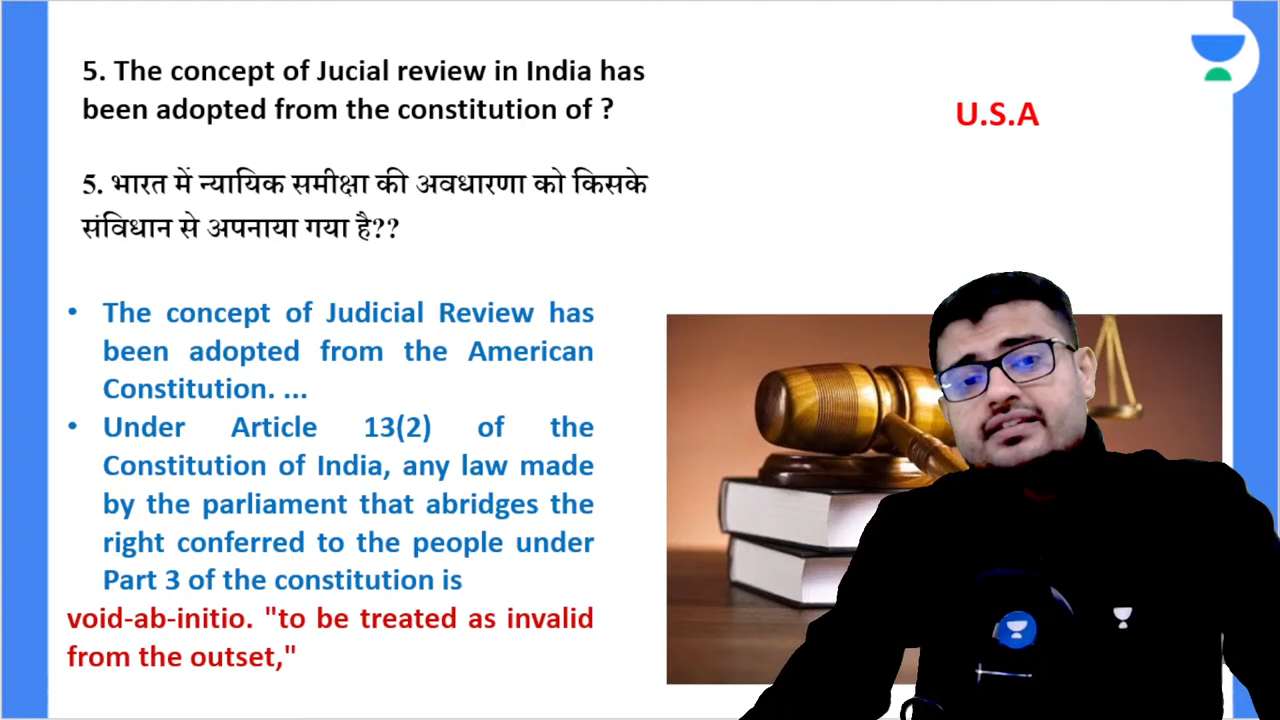 5. The concept of Jucial review in India has
been adopted from the constitution of ?
U.S.A
5. भारत में न्यायिक समीक्षा की अवधारणा को किसके
संविधान से अपनाया गया है??
• The concept of Judicial Review has
been adopted from the American
Constitution. ...
• Under Article 13(2) of the
Constitution of India, any law made
by the parliament that abridges the
right conferred to the people under
Part 3 of the constitution is
void-ab-initio. "to be treated as invalid
from the outset,"